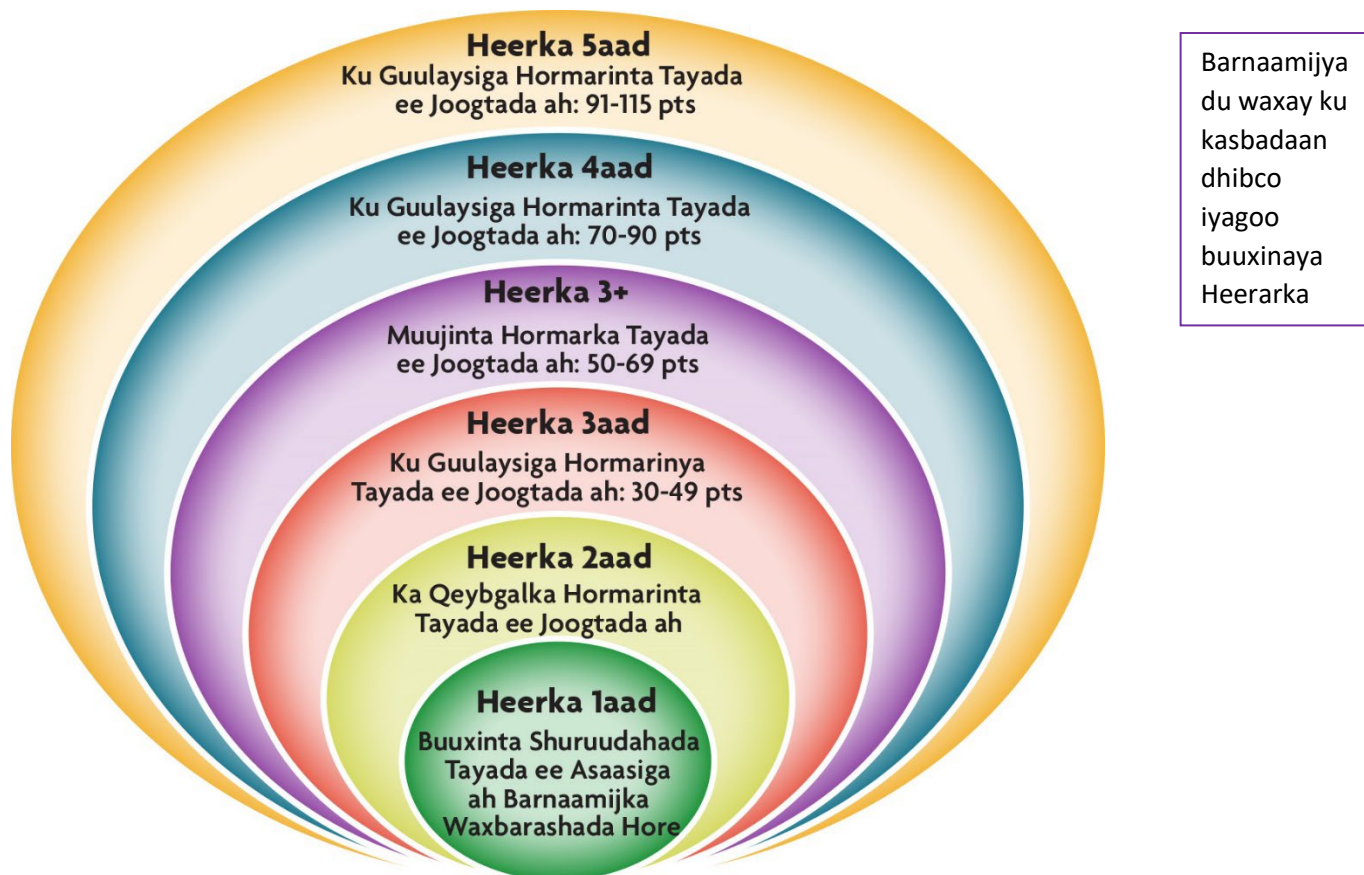 Heerka 5aad
Ku Guulaysiga Hormarinta Tayada
ee Joogtada ah: 91-115 pts
Heerka 4aad
Ku Guulaysiga Hormarinta Tayada
ee Joogtada ah: 70-90 pts
Heerka 3+
Muujinta Hormarka Tayada
ee Joogtada ah: 50-69 pts
Heerka 3aad
Ku Guulaysiga Hormarinya
Tayada ee Joogtada ah: 30-49 pts
Heerka 2aad
Ka Qeybgalka Hormarinta
Tayada ee Joogtada ah
Heerka 1aad
Buuxinta Shuruudahada
Tayada ee Asaasiga
ah Barnaamijka
Waxbarashada Hore
Barnaamijya
du waxay ku
kasbadaan
dhibco
iyagoo
buuxinaya
Heerarka